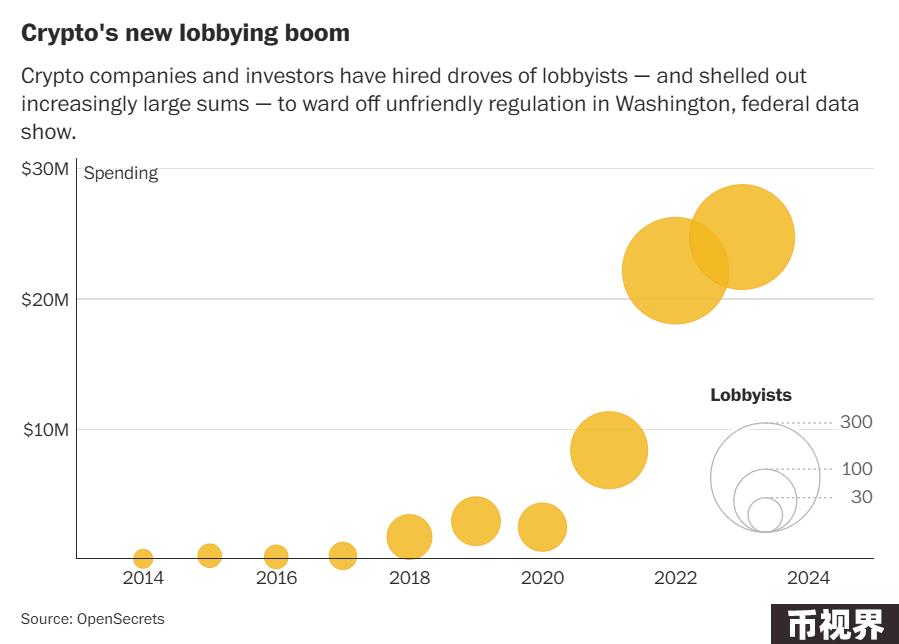 Crypto's new lobbying boom
Crypto companies and investors have hired droves of lobbyists — and shelled out
increasingly large sums — to ward off unfriendly regulation in Washington, federal data
show.
$30M
Spending
$20M
$10M
Lobbyists
300
100
30
2014
2016
2018
2020
2022
2024
Source: OpenSecrets
币视界